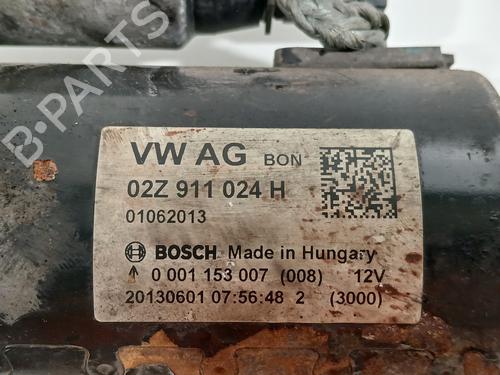 B-PARTS
VW AG BON
02Z 911 024 H
01062013
BOSCH Made in Hungary
0 001 153 007 (008) 12V
20130601 07:56:48 2 (3000)